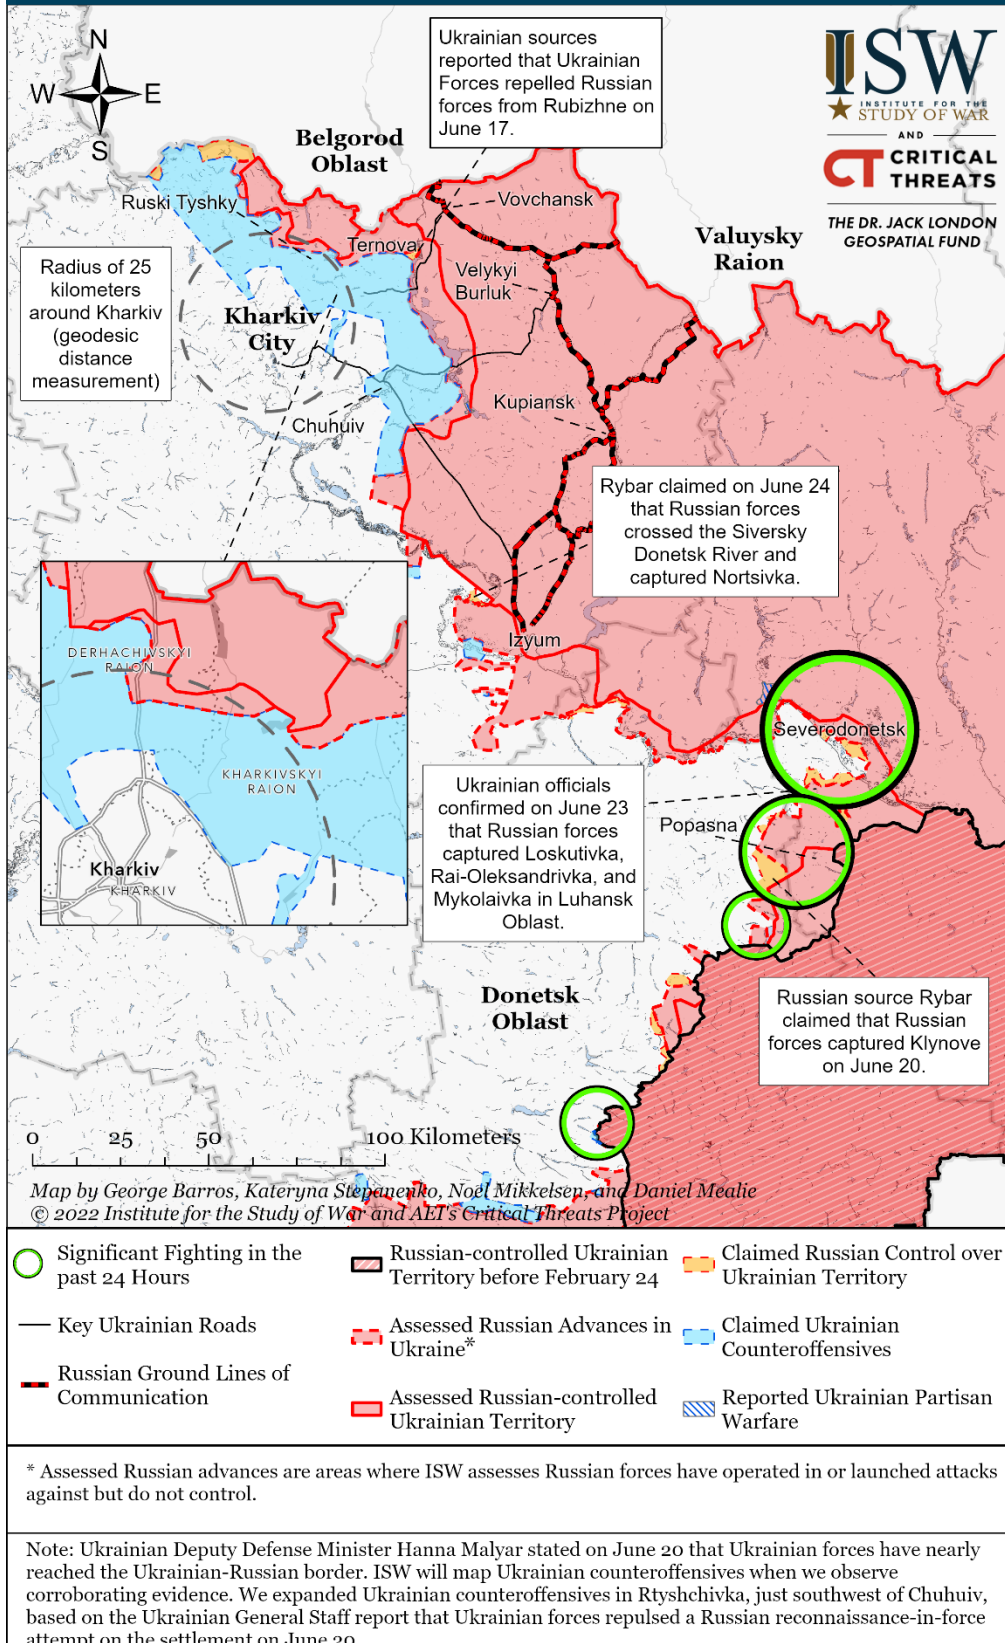 N
W E
S
Ukrainian sources
reported that Ukrainian
Forces repelled Russian
forces from Rubizhne on
June 17.
ISW
INSTITUTE FOR THE
STUDY OF WAR
AND
CT CRITICAL
THREATS
THE DR. JACK LONDON
GEOSPATIAL FUND
Belgorod
Oblast
Ruski Tyshky
Vovchansk
Ternova
Valuysky
Raion
Radius of 25
kilometers
around Kharkiv
(geodesic
distance
measurement)
Velykyi
Burluk
Kharkiv
City
Kupiansk
Chuhuiv
Rybar claimed on June 24
that Russian forces
crossed the Siversky
Donetsk River and
captured Nortsivka.
Izyum
DERHACHIVSKYI
RAION
KHARKIVSKYI
RAION
Kharkiv
KHARKIV
Severodonetsk
Ukrainian officials
confirmed on June 23
that Russian forces
captured Loskutivka,
Rai-Oleksandrivka, and
Mykolaivka in Luhansk
Oblast.
Popasna
Donetsk
Oblast
Russian source Rybar
claimed that Russian
forces captured Klynove
on June 20.
0 25 50 100 Kilometers
Map by George Barros, Kateryna Stepanenko, Noel Mikkelsen, and Daniel Mealie
© 2022 Institute for the Study of War and AEI's Critical Threats Project
Significant Fighting in the
past 24 Hours
Key Ukrainian Roads
Russian Ground Lines of
Communication
Russian-controlled Ukrainian
Territory before February 24
Assessed Russian Advances in
Ukraine*
Assessed Russian-controlled
Ukrainian Territory
Claimed Russian Control over
Ukrainian Territory
Claimed Ukrainian
Counteroffensives
Reported Ukrainian Partisan
Warfare
* Assessed Russian advances are areas where ISW assesses Russian forces have operated in or launched attacks
against but do not control.
Note: Ukrainian Deputy Defense Minister Hanna Malyar stated on June 20 that Ukrainian forces have nearly
reached the Ukrainian-Russian border. ISW will map Ukrainian counteroffensives when we observe
corroborating evidence. We expanded Ukrainian counteroffensives in Rtyshchivka, just southwest of Chuhuiv,
based on the Ukrainian General Staff report that Ukrainian forces repulsed a Russian reconnaissance-in-force
attempt on the settlement on June 20.